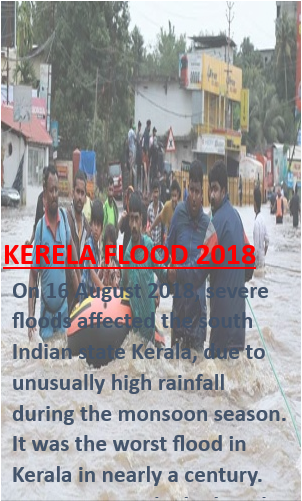 KERELA FLOOD 2018
On 16 August 2018, severe
floods affected the south
Indian state Kerala, due to
unusually high rainfall
during the monsoon season.
It was the worst flood in
Kerala in nearly a century.